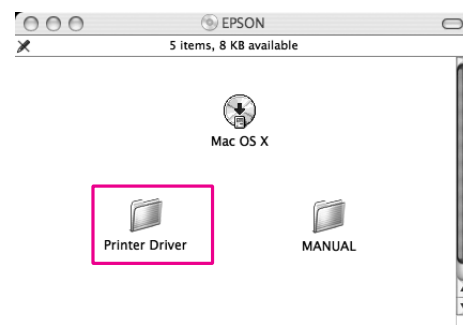 EPSON
5 items, 8 KB available
Mac OS X
Printer Driver
MANUAL